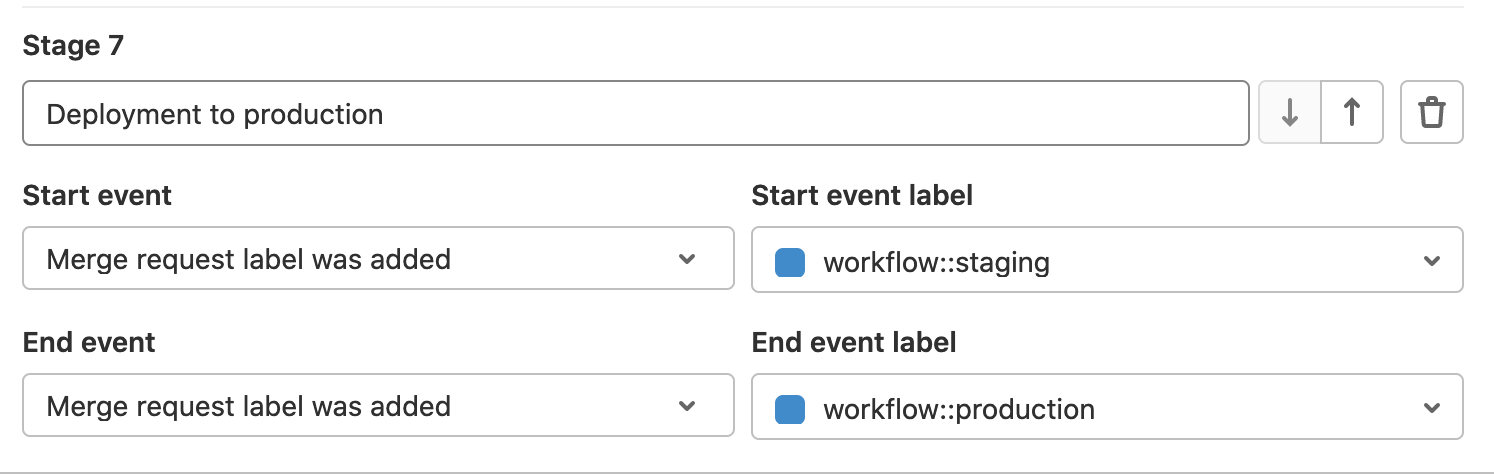 Stage 7
Deployment to production
Start event
Start event label
Merge request label was added
workflow::staging
End event
End event label
Merge request label was added
workflow::production